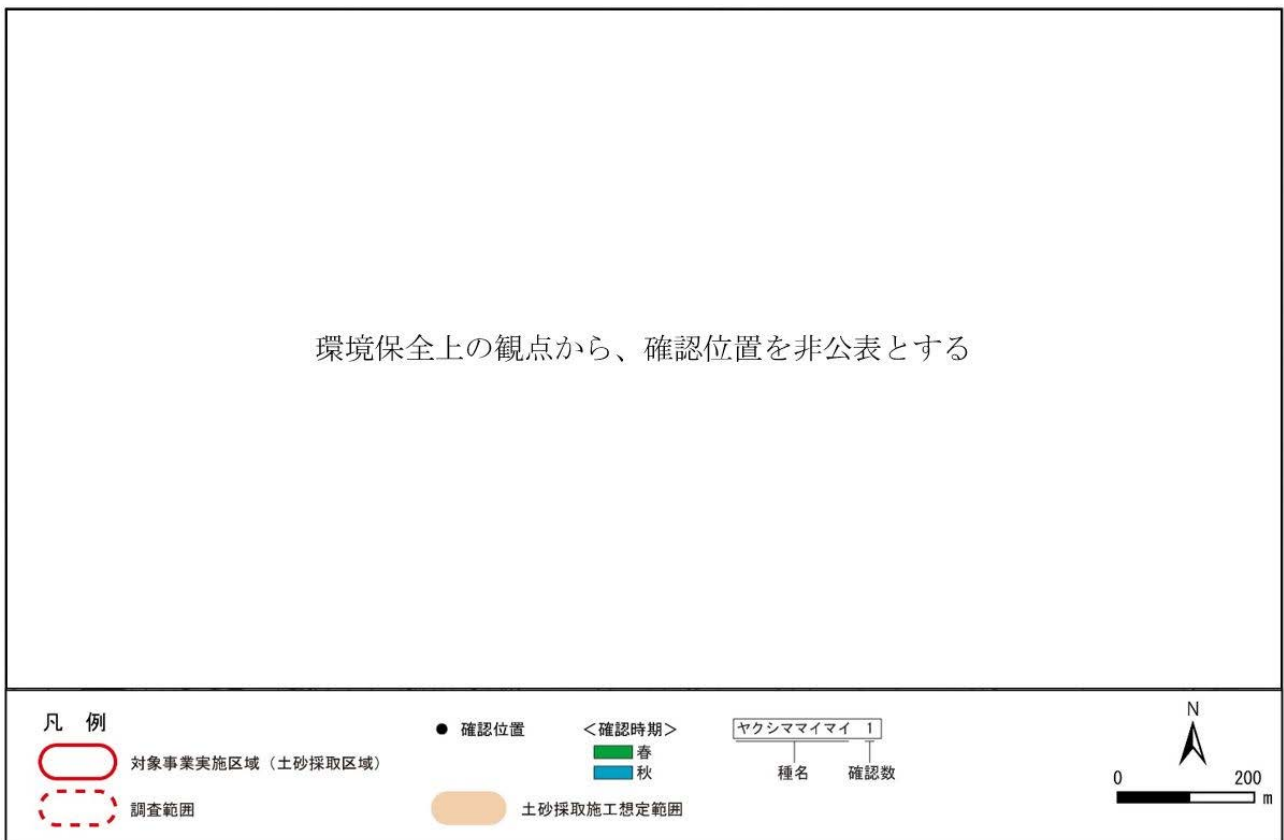 環境保全上の観点から、確認位置を非公表とする
凡 例
対象事業実施区域（土砂採取区域）
調査範囲
● 確認位置
＜確認時期＞
春
秋
土砂採取施工想定範囲
ヤクシママイマイ 1
種名 確認数
N
0 200
m